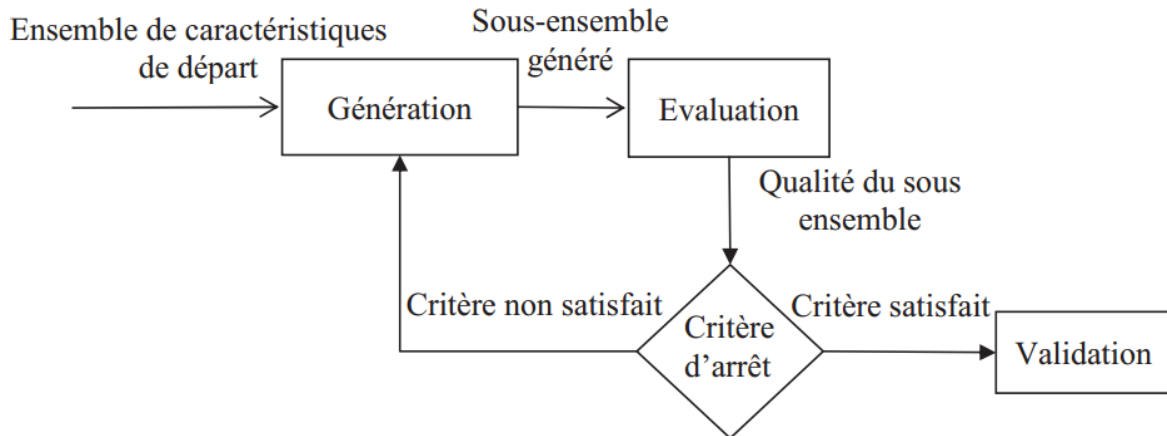 Ensemble de caractéristiques
de départ
Génération
Sous-ensemble
généré
Evaluation
Qualité du sous
ensemble
Critère non satisfait
Critère
d’arrêt
Critère satisfait
Validation